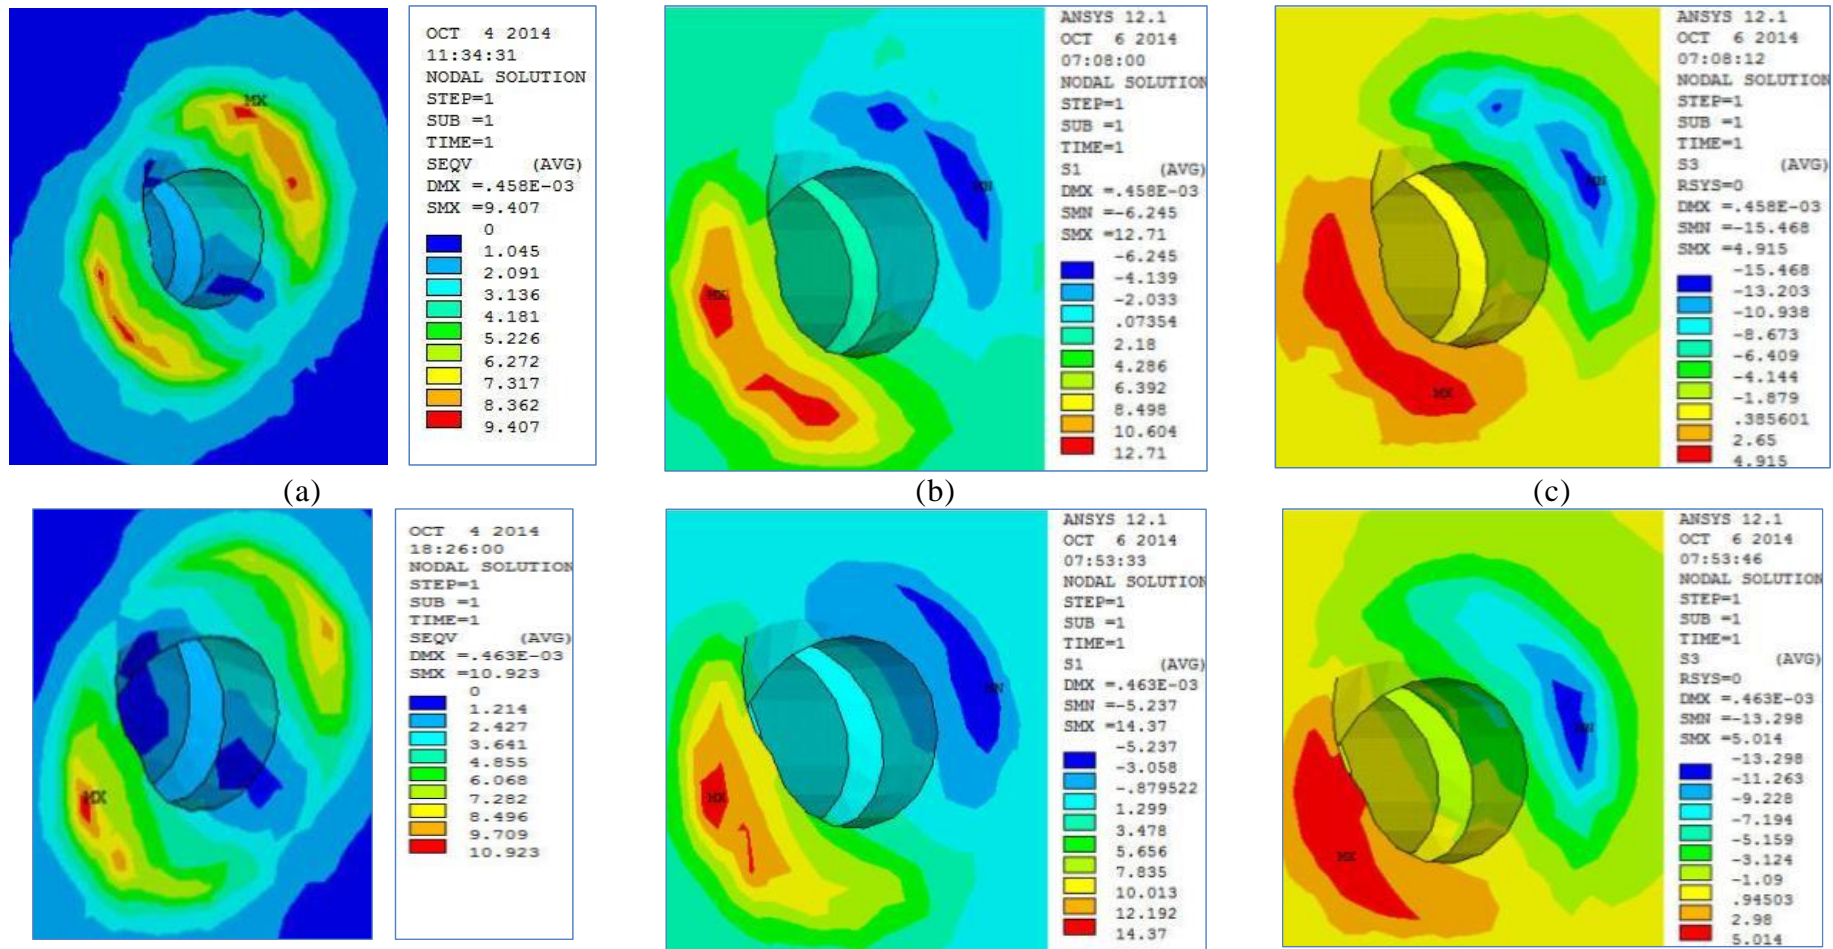 OCT 4 2014
11:34:31
NODAL SOLUTION
STEP=1
SUB =1
TIME=1
SEQV (AVG)
DMX =.458E-03
SMX =9.407
0
1.045
2.091
3.136
4.181
5.226
6.272
7.317
8.362
9.407
MX
(a)
ANSYS 12.1
OCT 6 2014
07:08:00
NODAL SOLUTION
STEP=1
SUB =1
TIME=1
S1 (AVG)
DMX =.458E-03
SMN =-6.245
SMX =12.71
-6.245
-4.139
-2.033
.07354
2.18
4.286
6.392
8.498
10.604
12.71
MN
MX
(b)
ANSYS 12.1
OCT 6 2014
07:08:12
NODAL SOLUTION
STEP=1
SUB =1
TIME=1
S3 (AVG)
RSYS=0
DMX =.458E-03
SMN =-15.468
SMX =4.915
-15.468
-13.203
-10.938
-8.673
-6.409
-4.144
-1.879
.385601
2.65
4.915
MN
MX
(c)
OCT 4 2014
18:26:00
NODAL SOLUTION
STEP=1
SUB =1
TIME=1
SEQV (AVG)
DMX =.463E-03
SMX =10.923
0
1.214
2.427
3.641
4.855
6.068
7.282
8.496
9.709
10.923
MX
ANSYS 12.1
OCT 6 2014
07:53:33
NODAL SOLUTION
STEP=1
SUB =1
TIME=1
S1 (AVG)
DMX =.463E-03
SMN =-5.237
SMX =14.37
-5.237
-3.058
-.879522
1.299
3.478
5.656
7.835
10.013
12.192
14.37
MN
MX
ANSYS 12.1
OCT 6 2014
07:53:46
NODAL SOLUTION
STEP=1
SUB =1
TIME=1
S3 (AVG)
RSYS=0
DMX =.463E-03
SMN =-13.298
SMX =5.014
-13.298
-11.263
-9.228
-7.194
-5.159
-3.124
-1.09
.94503
2.98
5.014
MN
MX